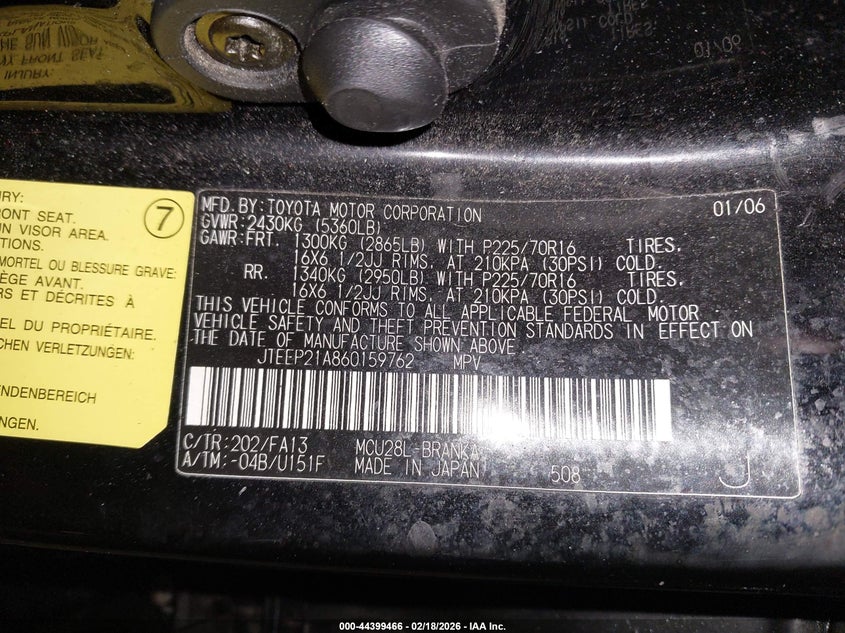 URY:
ONT SEAT.
N VISOR AREA.
CTIONS.
MORTEL OU BLESSURE GRAVE:
ÈGE AVANT.
RS ET DÉCRITES À
EL DU PROPRIÉTAIRE.
CHEN VERLETZUNGEN:
ENDENBEREICH
NGEN.
7
MFD. BY: TOYOTA MOTOR CORPORATION 01/06
GVWR: 2430KG (5360LB)
GAWR: FRT. 1300KG (2865LB) WITH P225/70R16 TIRES.
16X6 1/2JJ RIMS, AT 210KPA (30PSI) COLD.
RR. 1340KG (2950LB) WITH P225/70R16 TIRES.
16X6 1/2JJ RIMS, AT 210KPA (30PSI) COLD.
THIS VEHICLE CONFORMS TO ALL APPLICABLE FEDERAL MOTOR
VEHICLE SAFETY AND THEFT PREVENTION STANDARDS IN EFFECT ON
THE DATE OF MANUFACTURE SHOWN ABOVE.
JTEEP21A860159762 MPV
C/TR: 202/FA13 MCU28L-BRANKA
A/TM: -04B/U151F MADE IN JAPAN 508 J
000-44399466 - 02/18/2026 - IAA Inc.